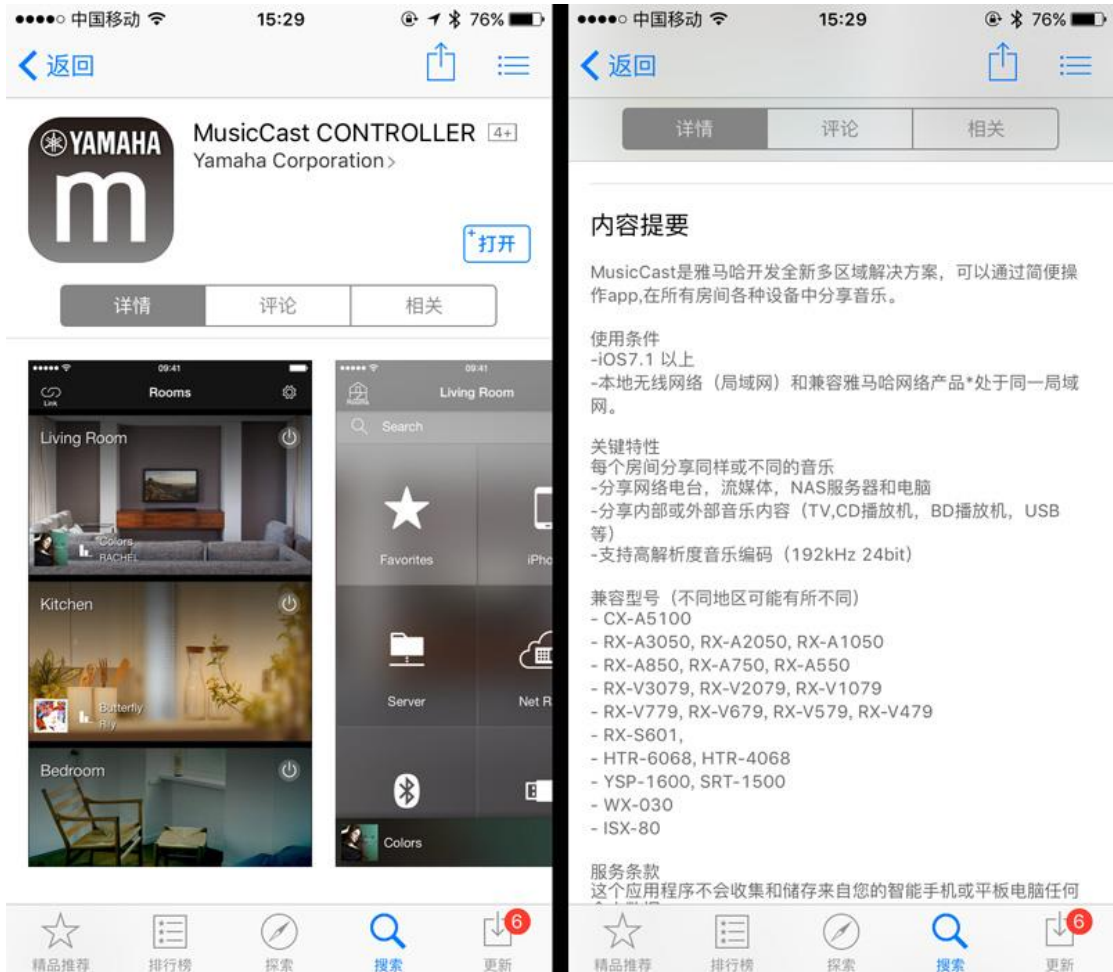 中国移动
15:29
76%
返回
YAMAHA
m
MusicCast CONTROLLER 4+
Yamaha Corporation
+打开
详情
评论
相关
09:41
Link
Rooms
Living Room
Colors
RACHEL
Kitchen
Butterfly
Bedroom
09:41
Living Room
Search
Favorites
iPho
Server
Net R
Colors
精品推荐
排行榜
探索
搜索
6
更新
中国移动
15:29
76%
返回
详情
评论
相关
内容提要
MusicCast是雅马哈开发全新多区域解决方案，可以通过简便操
作app,在所有房间各种设备中分享音乐。
使用条件
-iOS7.1 以上
-本地无线网络（局域网）和兼容雅马哈网络产品*处于同一局域
网。
关键特性
每个房间分享同样或不同的音乐
-分享网络电台，流媒体，NAS服务器和电脑
-分享内部或外部音乐内容（TV,CD播放机，BD播放机，USB
等）
-支持高解析度音乐编码（192kHz 24bit）
兼容型号（不同地区可能有所不同）
- CX-A5100
- RX-A3050, RX-A2050, RX-A1050
- RX-A850, RX-A750, RX-A550
- RX-V3079, RX-V2079, RX-V1079
- RX-V779, RX-V679, RX-V579, RX-V479
- RX-S601,
- HTR-6068, HTR-4068
- YSP-1600, SRT-1500
- WX-030
- ISX-80
服务条款
这个应用程序不会收集和储存来自您的智能手机或平板电脑任何
精品推荐
排行榜
探索
搜索
6
更新